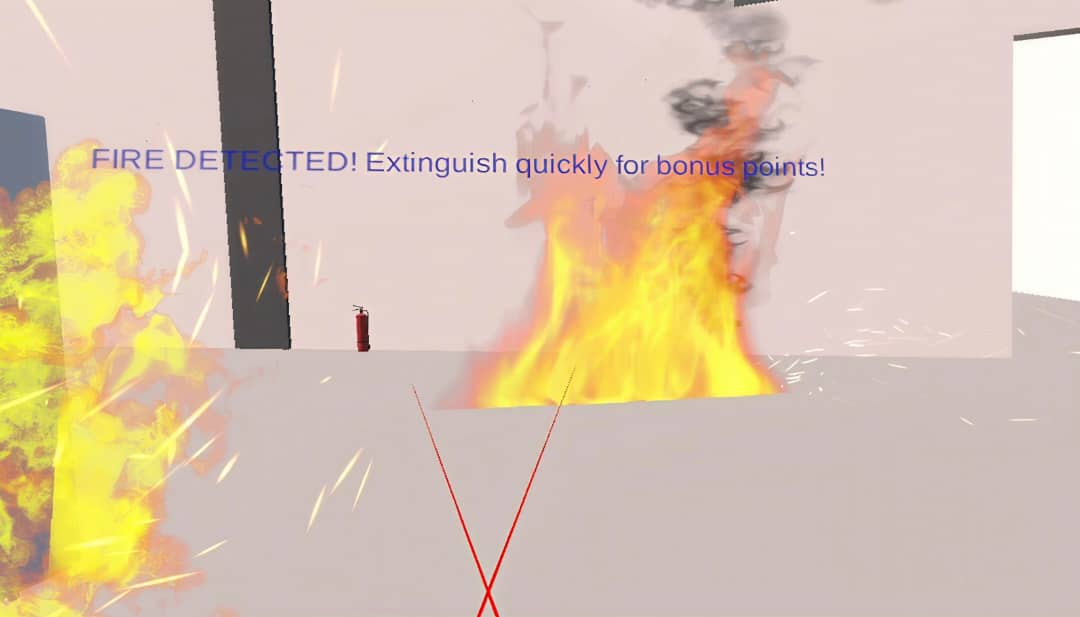 FIRE DETECTED! Extinguish quickly for bonus points!